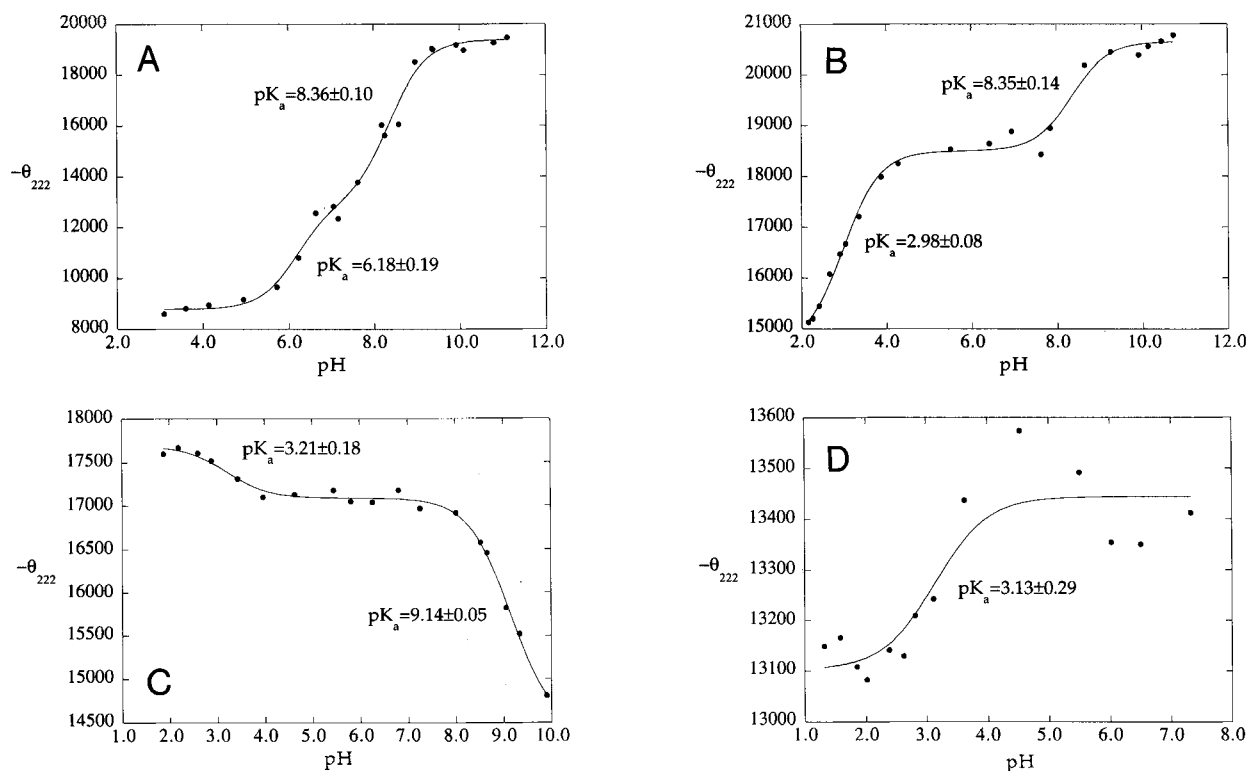 A
20000
18000
16000
14000
12000
10000
8000
−θ222
pKa=8.36±0.10
pKa=6.18±0.19
2.0 4.0 6.0 8.0 10.0 12.0
pH
B
21000
20000
19000
18000
17000
16000
15000
−θ222
pKa=8.35±0.14
pKa=2.98±0.08
2.0 4.0 6.0 8.0 10.0 12.0
pH
18000
17500
17000
16500
16000
15500
15000
14500
−θ222
pKa=3.21±0.18
pKa=9.14±0.05
C
1.0 2.0 3.0 4.0 5.0 6.0 7.0 8.0 9.0 10.0
pH
D
13600
13500
13400
13300
13200
13100
13000
−θ222
pKa=3.13±0.29
1.0 2.0 3.0 4.0 5.0 6.0 7.0 8.0
pH